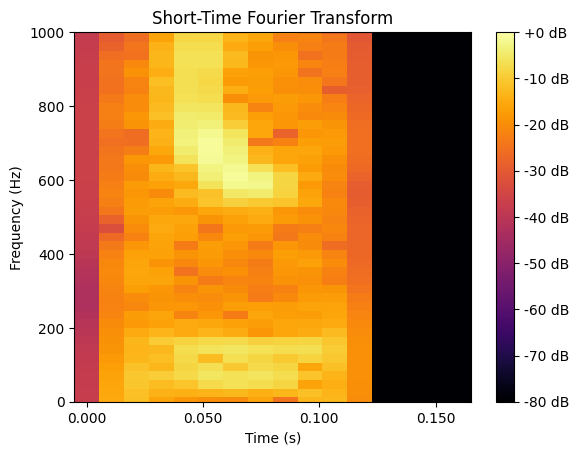 Short-Time Fourier Transform
Frequency (Hz)
1000
800
600
400
200
0
0.000
0.050
0.100
0.150
Time (s)
+0 dB
-10 dB
-20 dB
-30 dB
-40 dB
-50 dB
-60 dB
-70 dB
-80 dB